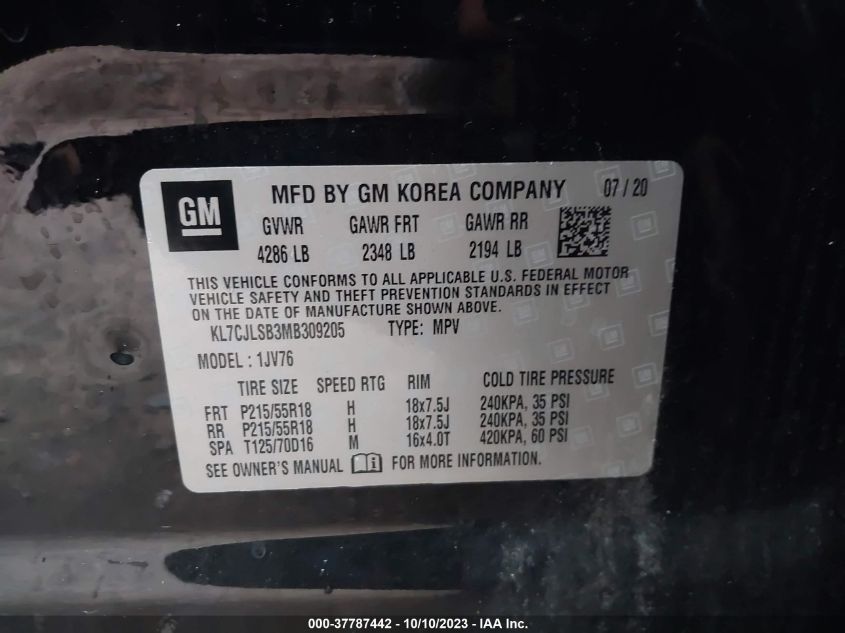 GM
MFD BY GM KOREA COMPANY 07 / 20
GVWR GAWR FRT GAWR RR
4286 LB 2348 LB 2194 LB
THIS VEHICLE CONFORMS TO ALL APPLICABLE U.S. FEDERAL MOTOR
VEHICLE SAFETY AND THEFT PREVENTION STANDARDS IN EFFECT
ON THE DATE OF MANUFACTURE SHOWN ABOVE.
KL7CJLSB3MB309205 TYPE: MPV
MODEL : 1JV76
TIRE SIZE SPEED RTG RIM COLD TIRE PRESSURE
FRT P215/55R18 H 18x7.5J 240KPA, 35 PSI
RR P215/55R18 H 18x7.5J 240KPA, 35 PSI
SPA T125/70D16 M 16x4.0T 420KPA, 60 PSI
SEE OWNER'S MANUAL FOR MORE INFORMATION.
000-37787442 - 10/10/2023 - IAA Inc.